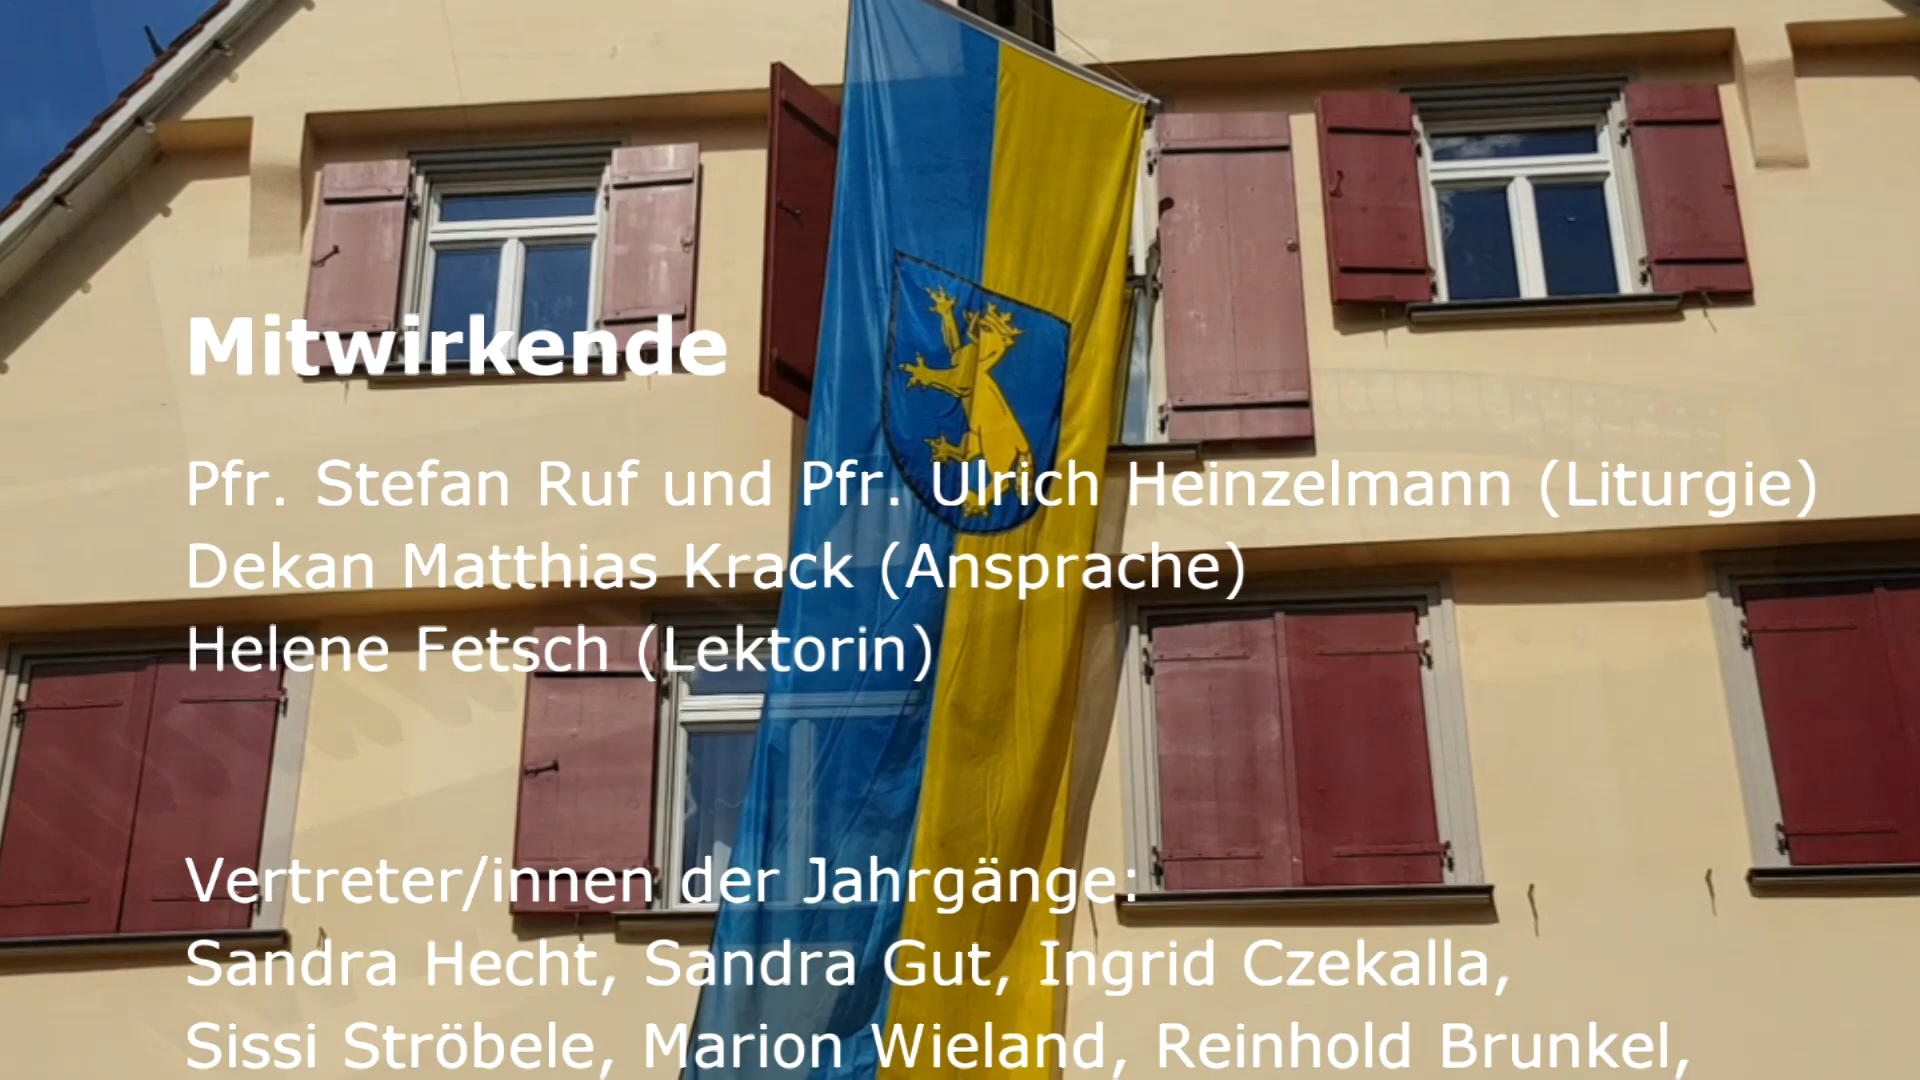 Mitwirkende
Pfr. Stefan Ruf und Pfr. Ulrich Heinzelmann (Liturgie)
Dekan Matthias Krack (Ansprache)
Helene Fetsch (Lektorin)
Vertreter/innen der Jahrgänge:
Sandra Hecht, Sandra Gut, Ingrid Czekalla,
Sissi Ströbele, Marion Wieland, Reinhold Brunkel,